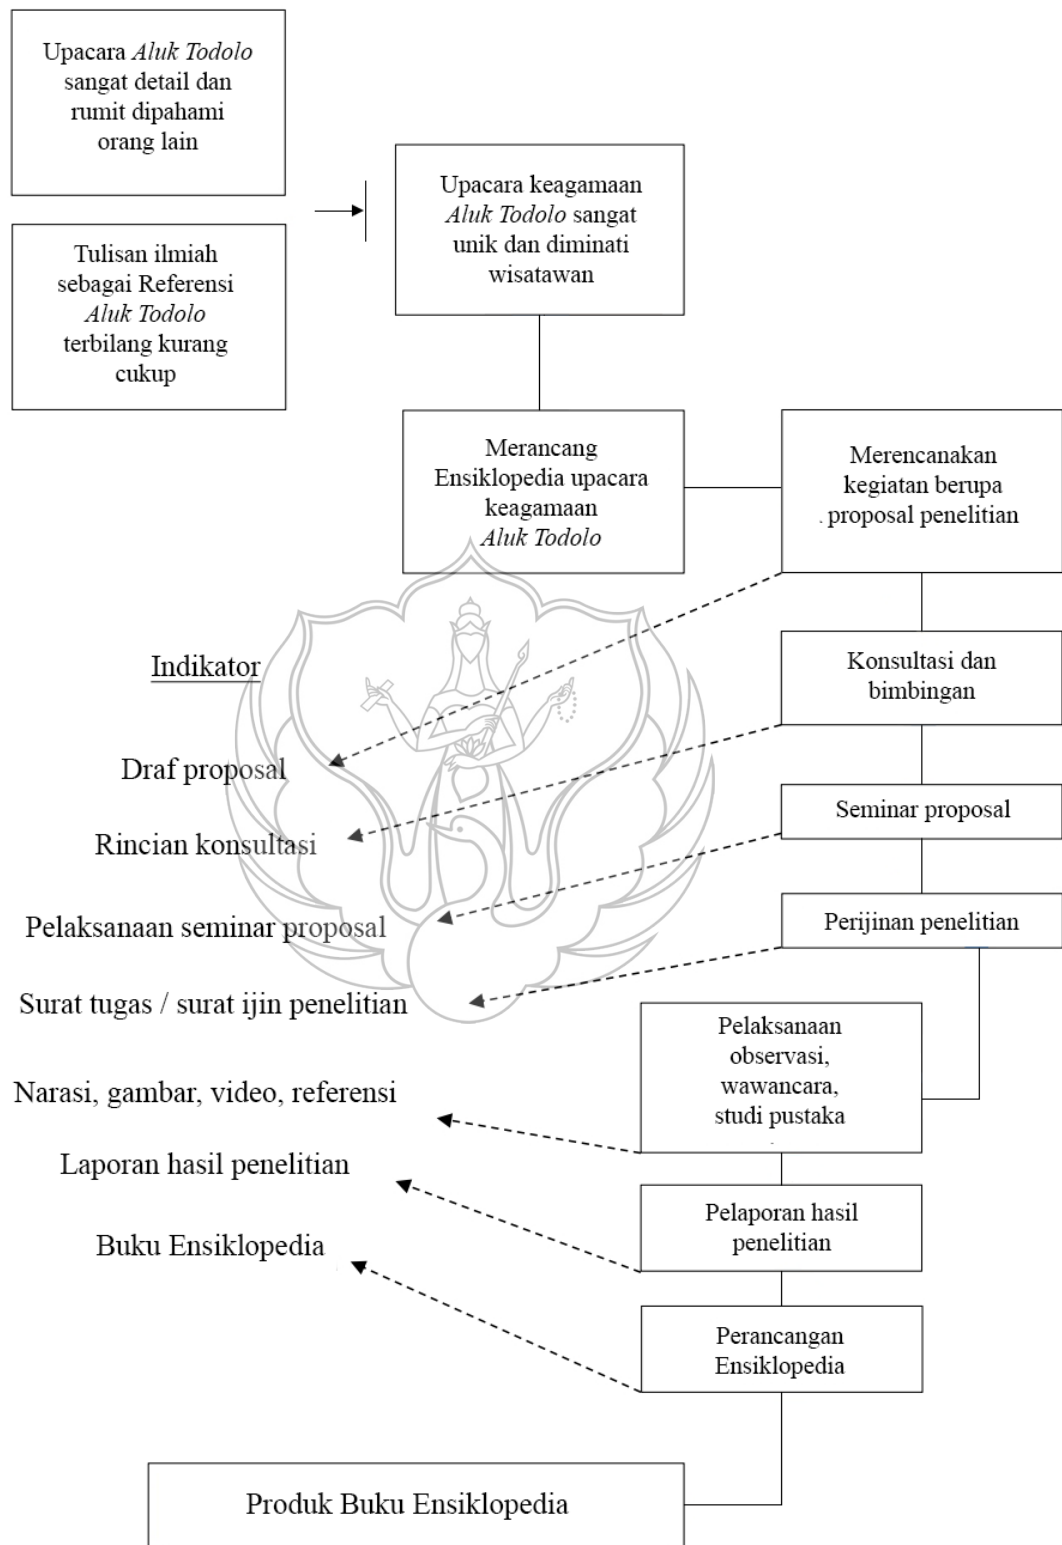 Upacara Aluk Todolo
sangat detail dan
rumit dipahami
orang lain
Tulisan ilmiah
sebagai Referensi
Aluk Todolo
terbilang kurang
cukup
Upacara keagamaan
Aluk Todolo sangat
unik dan diminati
wisatawan
Merancang
Ensiklopedia upacara
keagamaan
Aluk Todolo
Merencanakan
kegiatan berupa
. proposal penelitian
Konsultasi dan
bimbingan
Seminar proposal
Perijinan penelitian
Pelaksanaan
observasi,
wawancara,
studi pustaka
.
Pelaporan hasil
penelitian
Perancangan
Ensiklopedia
Indikator
Draf proposal
Rincian konsultasi
Pelaksanaan seminar proposal
Surat tugas / surat ijin penelitian
Narasi, gambar, video, referensi
Laporan hasil penelitian
Buku Ensiklopedia
Produk Buku Ensiklopedia